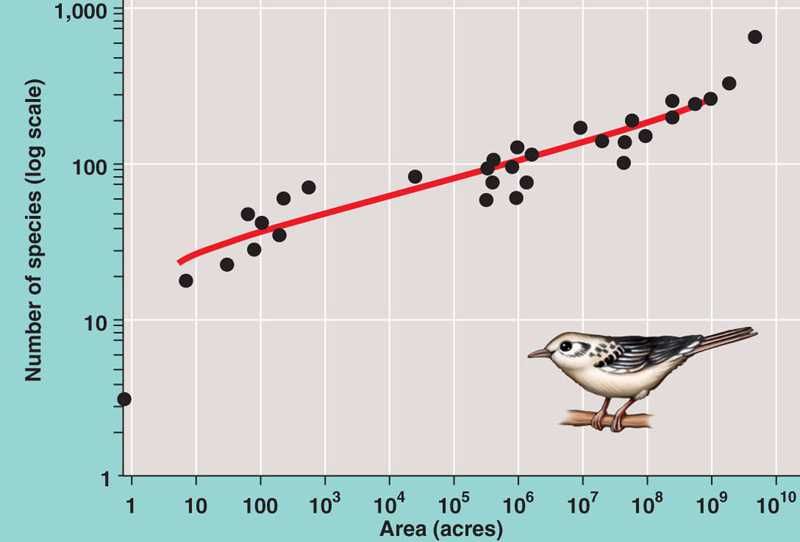 1,000
100
10
1
Number of species (log scale)
1 10 100 10³ 10⁴ 10⁵ 10⁶ 10⁷ 10⁸ 10⁹ 10¹⁰
Area (acres)